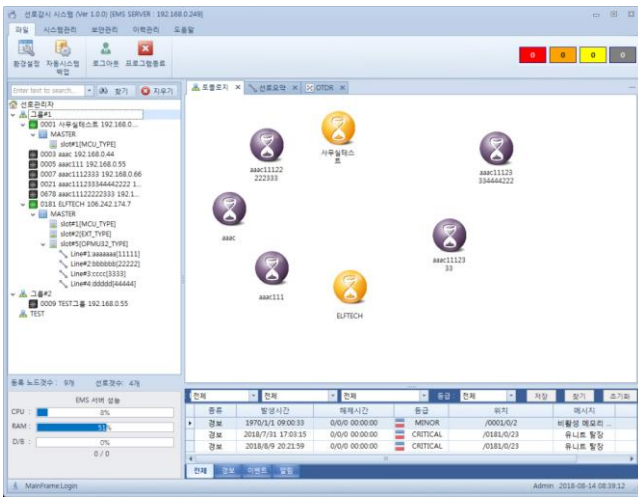 선로감시 시스템 (Ver 1.0.0) [EMS SERVER : 192.168.0.249]
파일 시스템관리 보안관리 이력관리 도움말
환경설정 자동시스템 백업 로그아웃 프로그램종료
0 0 0 0
Enter text to search... 찾기 지우기
선로관리자
그룹#1
0001 사무실테스트 192.168.0...
MASTER
slot#1[MCU_TYPE]
0003 aaac 192.168.0.44
0005 aaac111 192.168.0.55
0007 aaac1112333 192.168.0.66
0021 aaac111233344442222 1...
0678 aaac11122222333 192.1...
0181 ELFTECH 106.242.174.7
MASTER
slot#1[MCU_TYPE]
slot#2[EXT_TYPE]
slot#5[OPMU32_TYPE]
Line#1:aaaaaa[11111]
Line#2:bbbbbb[22222]
Line#3:cccc[3333]
Line#4:ddddd[44444]
그룹#2
0009 TEST그룹 192.168.0.55
TEST
등록 노드갯수 : 9개 선로갯수: 4개
EMS 서버 성능
CPU : 8%
RAM : 51%
D/B : 0%
0 / 0
토폴로지 선로요약 OTDR
aaac11122
222333
사무실테스
트
aaac11123
334444222
aaac
aaac11123
33
aaac111
ELFTECH
전체 전체 전체 등급 : 전체 저장 찾기 초기화
종류 발생시간 해제시간 등급 위치 메시지
경보 1970/1/1 09:00:33 0/0/0 00:00:00 MINOR /0001/0/2 비활성 메모리 ...
경보 2018/7/31 17:03:15 0/0/0 00:00:00 CRITICAL /0181/0/23 유니트 탈장
경보 2018/8/9 20:21:59 0/0/0 00:00:00 CRITICAL /0181/0/23 유니트 탈장
전체 경보 이벤트 알림
MainFrame:Login Admin 2018-08-14 08:39:12